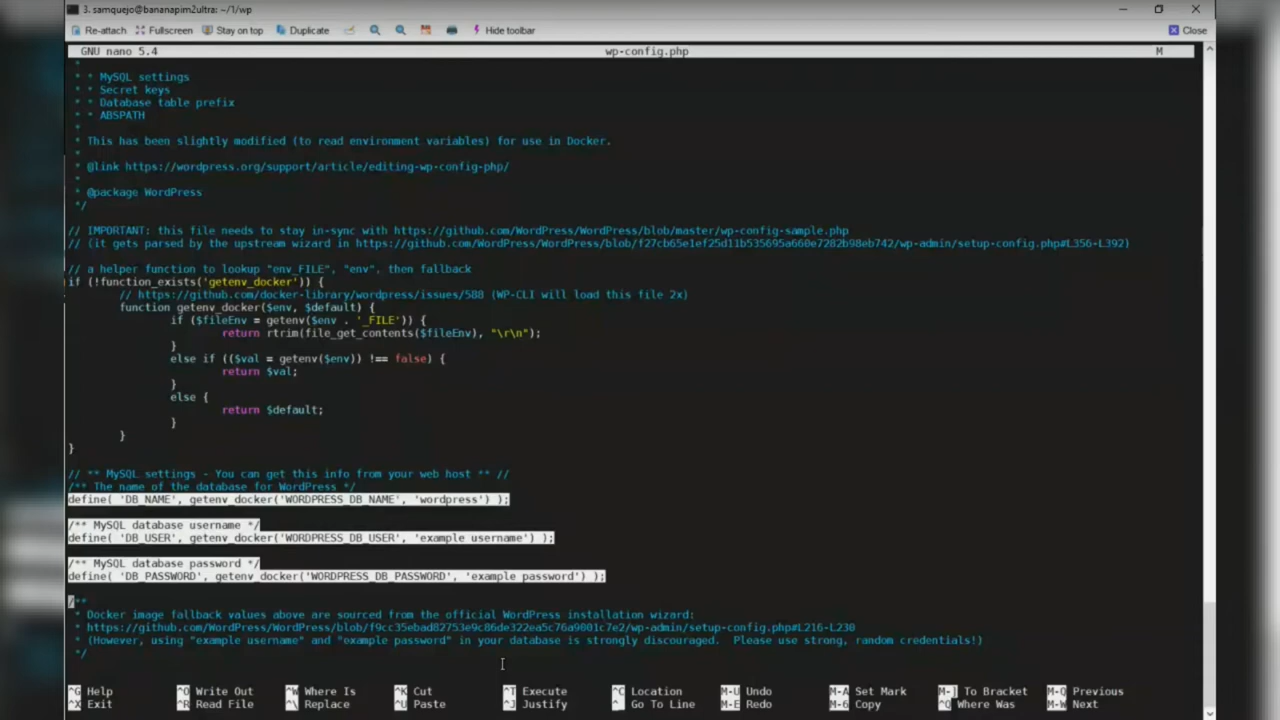 3. samquejo@bananapim2ultra: ~/1/wp
Re-attach Fullscreen Stay on top Duplicate Hide toolbar Close
GNU nano 5.4 wp-config.php M
*
* * MySQL settings
* * Secret keys
* * Database table prefix
* * ABSPATH
*
* This has been slightly modified (to read environment variables) for use in Docker.
*
* @link https://wordpress.org/support/article/editing-wp-config-php/
*
* @package WordPress
*/
// IMPORTANT: this file needs to stay in-sync with https://github.com/WordPress/WordPress/blob/master/wp-config-sample.php
// (it gets parsed by the upstream wizard in https://github.com/WordPress/WordPress/blob/f27cb65e1ef25d11b535695a660e7282b98eb742/wp-admin/setup-config.php#L356-L392)
// a helper function to lookup "env_FILE", "env", then fallback
if (!function_exists('getenv_docker')) {
// https://github.com/docker-library/wordpress/issues/588 (WP-CLI will load this file 2x)
function getenv_docker($env, $default) {
if ($fileEnv = getenv($env . '_FILE')) {
return rtrim(file_get_contents($fileEnv), "\r\n");
}
else if (($val = getenv($env)) !== false) {
return $val;
}
else {
return $default;
}
}
}
// ** MySQL settings - You can get this info from your web host ** //
/** The name of the database for WordPress */
define( 'DB_NAME', getenv_docker('WORDPRESS_DB_NAME', 'wordpress') );
/** MySQL database username */
define( 'DB_USER', getenv_docker('WORDPRESS_DB_USER', 'example username') );
/** MySQL database password */
define( 'DB_PASSWORD', getenv_docker('WORDPRESS_DB_PASSWORD', 'example password') );
/**
* Docker image fallback values above are sourced from the official WordPress installation wizard:
* https://github.com/WordPress/WordPress/blob/f9cc35ebad82753e9c86de322ea5c76a9001c7e2/wp-admin/setup-config.php#L216-L230
* (However, using "example username" and "example password" in your database is strongly discouraged. Please use strong, random credentials!)
*/
^G Help ^O Write Out ^W Where Is ^K Cut ^T Execute ^C Location M-U Undo M-A Set Mark M-] To Bracket M-Q Previous
^X Exit ^R Read File ^\ Replace ^U Paste ^J Justify ^_ Go To Line M-E Redo M-6 Copy ^Q Where Was M-W Next